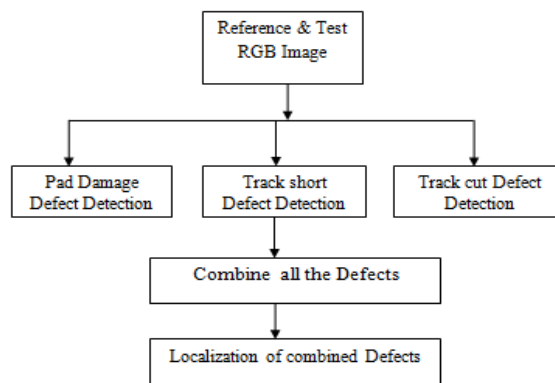 Reference & Test
RGB Image
Pad Damage
Defect Detection
Track short
Defect Detection
Track cut Defect
Detection
Combine all the Defects
Localization of combined Defects